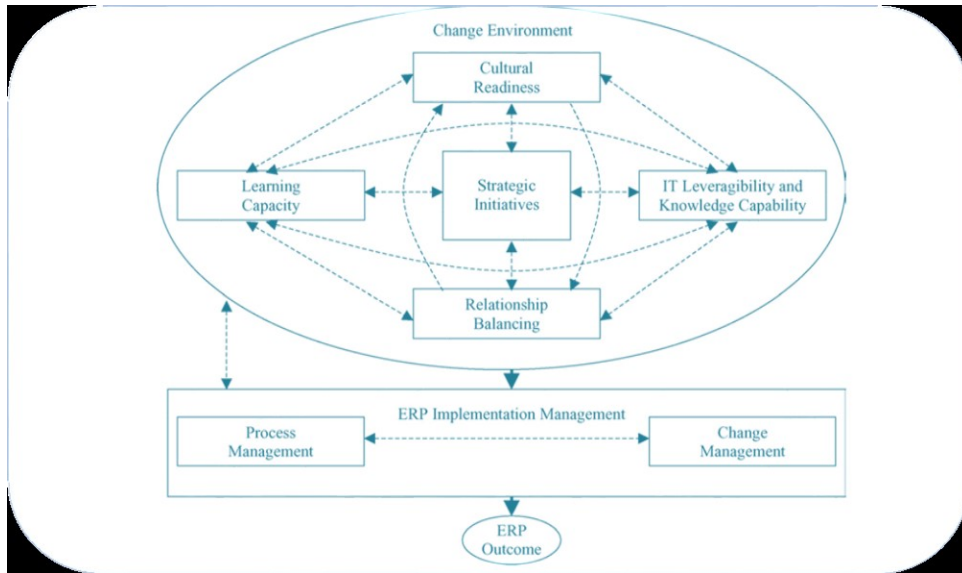 Change Environment
Cultural
Readiness
Learning
Capacity
Strategic
Initiatives
IT Leveragibility and
Knowledge Capability
Relationship
Balancing
ERP Implementation Management
Process
Management
Change
Management
ERP
Outcome